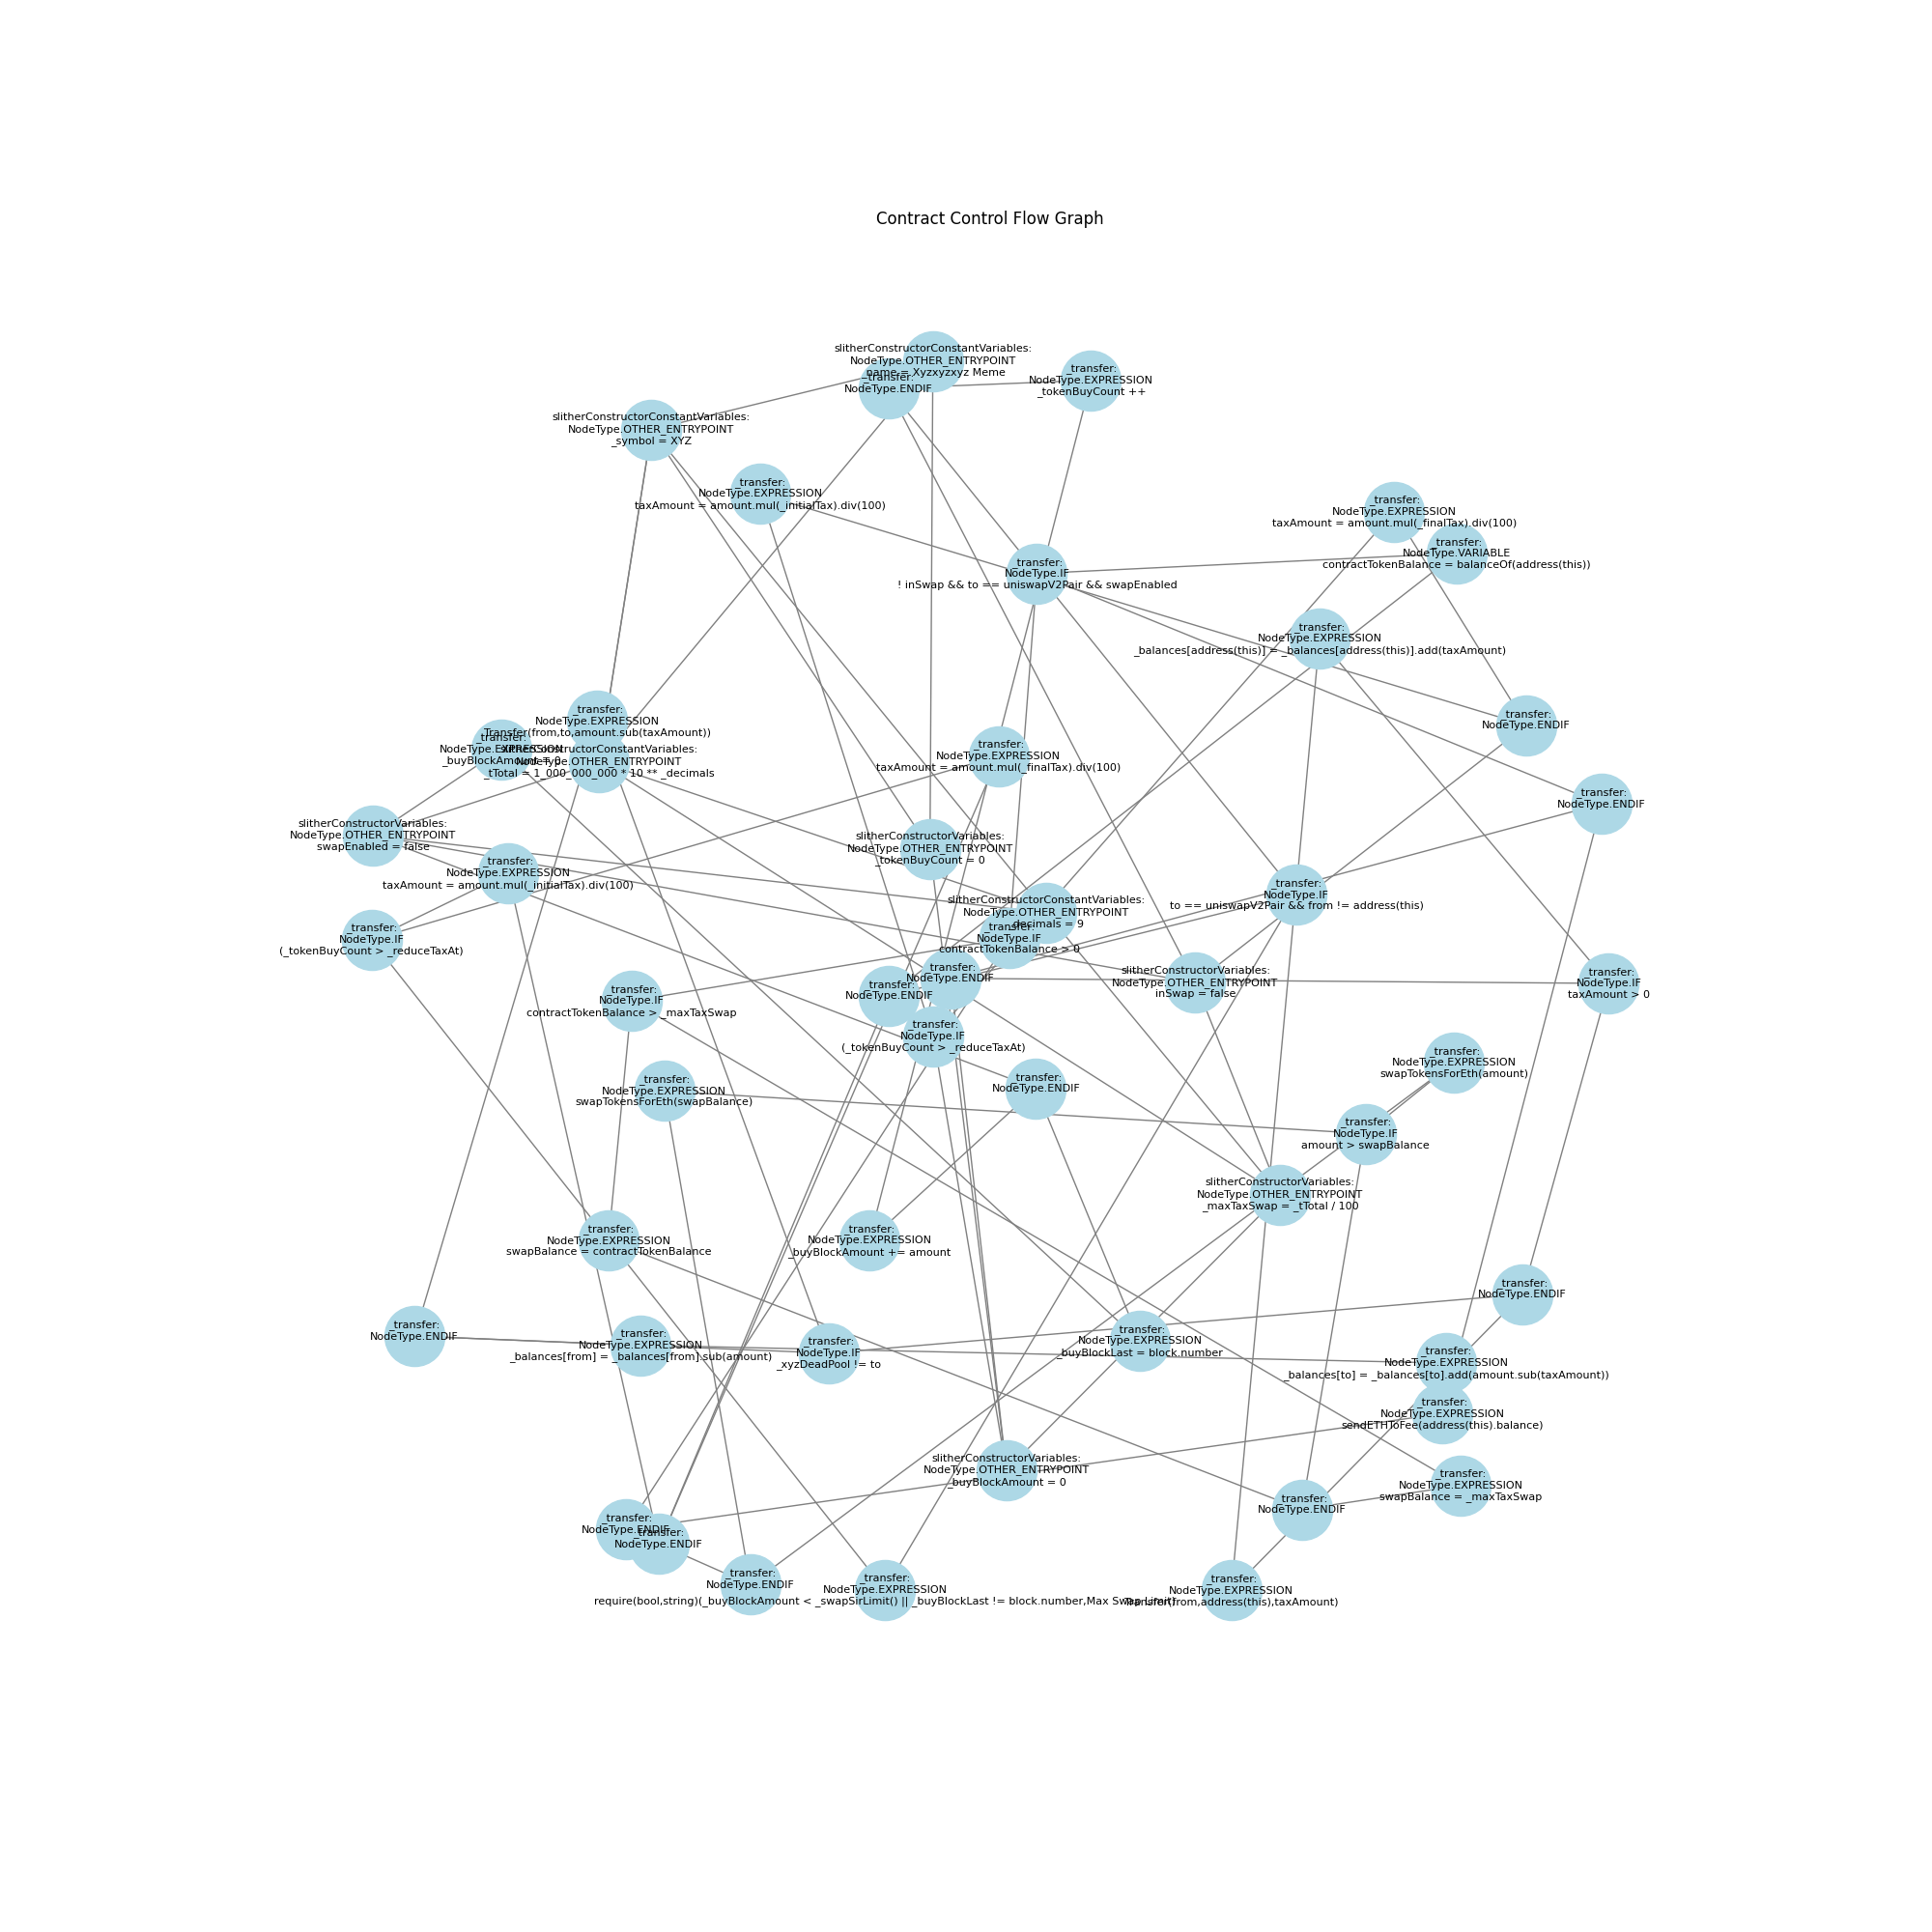 Contract Control Flow Graph
slitherConstructorConstantVariables:
NodeType.OTHER_ENTRYPOINT
name = Xyzxyzxyz Meme
_transfer:
NodeType.ENDIF
_transfer:
NodeType.EXPRESSION
_tokenBuyCount ++
slitherConstructorConstantVariables:
NodeType.OTHER_ENTRYPOINT
_symbol = XYZ
_transfer:
NodeType.EXPRESSION
taxAmount = amount.mul(_initialTax).div(100)
_transfer:
NodeType.EXPRESSION
taxAmount = amount.mul(_finalTax).div(100)
_transfer:
NodeType.VARIABLE
contractTokenBalance = balanceOf(address(this))
_transfer:
NodeType.IF
! inSwap && to == uniswapV2Pair && swapEnabled
_transfer:
NodeType.EXPRESSION
_balances[address(this)] = _balances[address(this)].add(taxAmount)
_transfer:
NodeType.ENDIF
_transfer:
NodeType.EXPRESSION
Transfer(from,to,amount.sub(taxAmount))
_transfer:
NodeType.EXPRESSION
_buyBlockAmount = 0
slitherConstructorConstantVariables:
NodeType.OTHER_ENTRYPOINT
_tTotal = 1_000_000_000 * 10 ** _decimals
_transfer:
NodeType.EXPRESSION
taxAmount = amount.mul(_finalTax).div(100)
_transfer:
NodeType.ENDIF
slitherConstructorVariables:
NodeType.OTHER_ENTRYPOINT
swapEnabled = false
slitherConstructorVariables:
NodeType.OTHER_ENTRYPOINT
_tokenBuyCount = 0
_transfer:
NodeType.EXPRESSION
taxAmount = amount.mul(_initialTax).div(100)
_transfer:
NodeType.IF
to == uniswapV2Pair && from != address(this)
slitherConstructorConstantVariables:
NodeType.OTHER_ENTRYPOINT
_decimals = 9
_transfer:
NodeType.IF
(_tokenBuyCount > _reduceTaxAt)
_transfer:
NodeType.IF
contractTokenBalance > 0
_transfer:
NodeType.ENDIF
slitherConstructorVariables:
NodeType.OTHER_ENTRYPOINT
inSwap = false
_transfer:
NodeType.IF
taxAmount > 0
_transfer:
NodeType.ENDIF
_transfer:
NodeType.IF
contractTokenBalance > _maxTaxSwap
_transfer:
NodeType.IF
(_tokenBuyCount > _reduceTaxAt)
_transfer:
NodeType.EXPRESSION
swapTokensForEth(amount)
_transfer:
NodeType.ENDIF
_transfer:
NodeType.EXPRESSION
swapTokensForEth(swapBalance)
_transfer:
NodeType.IF
amount > swapBalance
slitherConstructorVariables:
NodeType.OTHER_ENTRYPOINT
_maxTaxSwap = _tTotal / 100
_transfer:
NodeType.EXPRESSION
swapBalance = contractTokenBalance
_transfer:
NodeType.EXPRESSION
_buyBlockAmount += amount
_transfer:
NodeType.ENDIF
_transfer:
NodeType.ENDIF
_transfer:
NodeType.EXPRESSION
_balances[from] = _balances[from].sub(amount)
_transfer:
NodeType.IF
_xyzDeadPool != to
_transfer:
NodeType.EXPRESSION
_buyBlockLast = block.number
_transfer:
NodeType.EXPRESSION
_balances[to] = _balances[to].add(amount.sub(taxAmount))
_transfer:
NodeType.EXPRESSION
sendETHToFee(address(this).balance)
slitherConstructorVariables:
NodeType.OTHER_ENTRYPOINT
_buyBlockAmount = 0
_transfer:
NodeType.EXPRESSION
swapBalance = _maxTaxSwap
_transfer:
NodeType.ENDIF
_transfer:
NodeType.ENDIF
_transfer:
NodeType.ENDIF
_transfer:
NodeType.ENDIF
_transfer:
NodeType.EXPRESSION
require(bool,string)(_buyBlockAmount < _swapSirLimit() || _buyBlockLast != block.number,Max Swap Limit)
_transfer:
NodeType.EXPRESSION
Transfer(from,address(this),taxAmount)